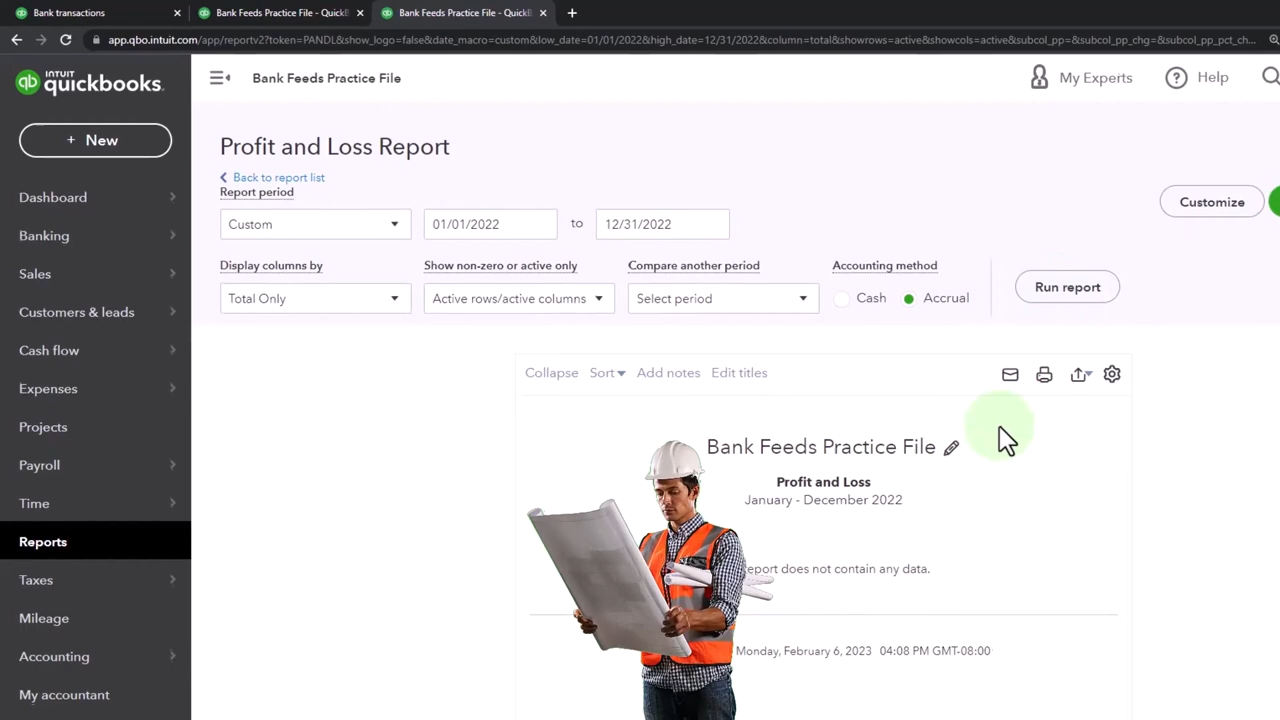 Bank transactions
Bank Feeds Practice File - QuickB
Bank Feeds Practice File - QuickB
app.qbo.intuit.com/app/reportv2?token=PANDL&show_logo=false&date_macro=custom&low_date=01/01/2022&high_date=12/31/2022&column=total&showrows=active&showcols=active&subcol_pp=&subcol_pp_chg=&subcol_pp_pct_ch...
qb INTUIT
quickbooks.
Bank Feeds Practice File
My Experts
Help
+ New
Dashboard
Banking
Sales
Customers & leads
Cash flow
Expenses
Projects
Payroll
Time
Reports
Taxes
Mileage
Accounting
My accountant
Profit and Loss Report
Back to report list
Report period
Custom
01/01/2022
to
12/31/2022
Customize
Display columns by
Show non-zero or active only
Compare another period
Accounting method
Total Only
Active rows/active columns
Select period
Cash
Accrual
Run report
Collapse
Sort
Add notes
Edit titles
Bank Feeds Practice File
Profit and Loss
January - December 2022
eport does not contain any data.
Monday, February 6, 2023 04:08 PM GMT-08:00